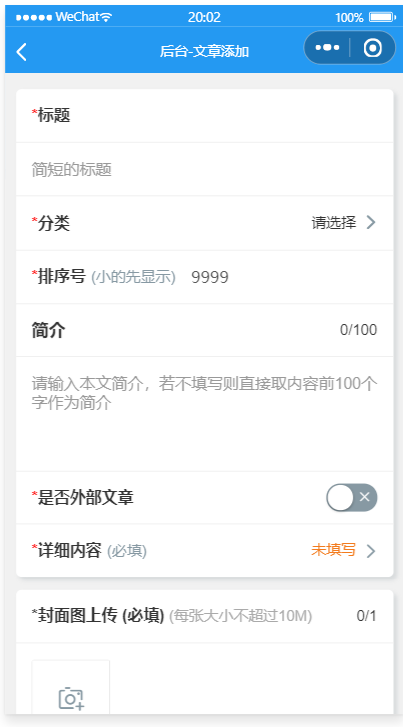 WeChat 20:02 100%
后台-文章添加
*标题
简短的标题
*分类 请选择
*排序号 (小的先显示) 9999
简介 0/100
请输入本文简介，若不填写则直接取内容前100个
字作为简介
*是否外部文章
*详细内容 (必填) 未填写
*封面图上传 (必填) (每张大小不超过10M) 0/1